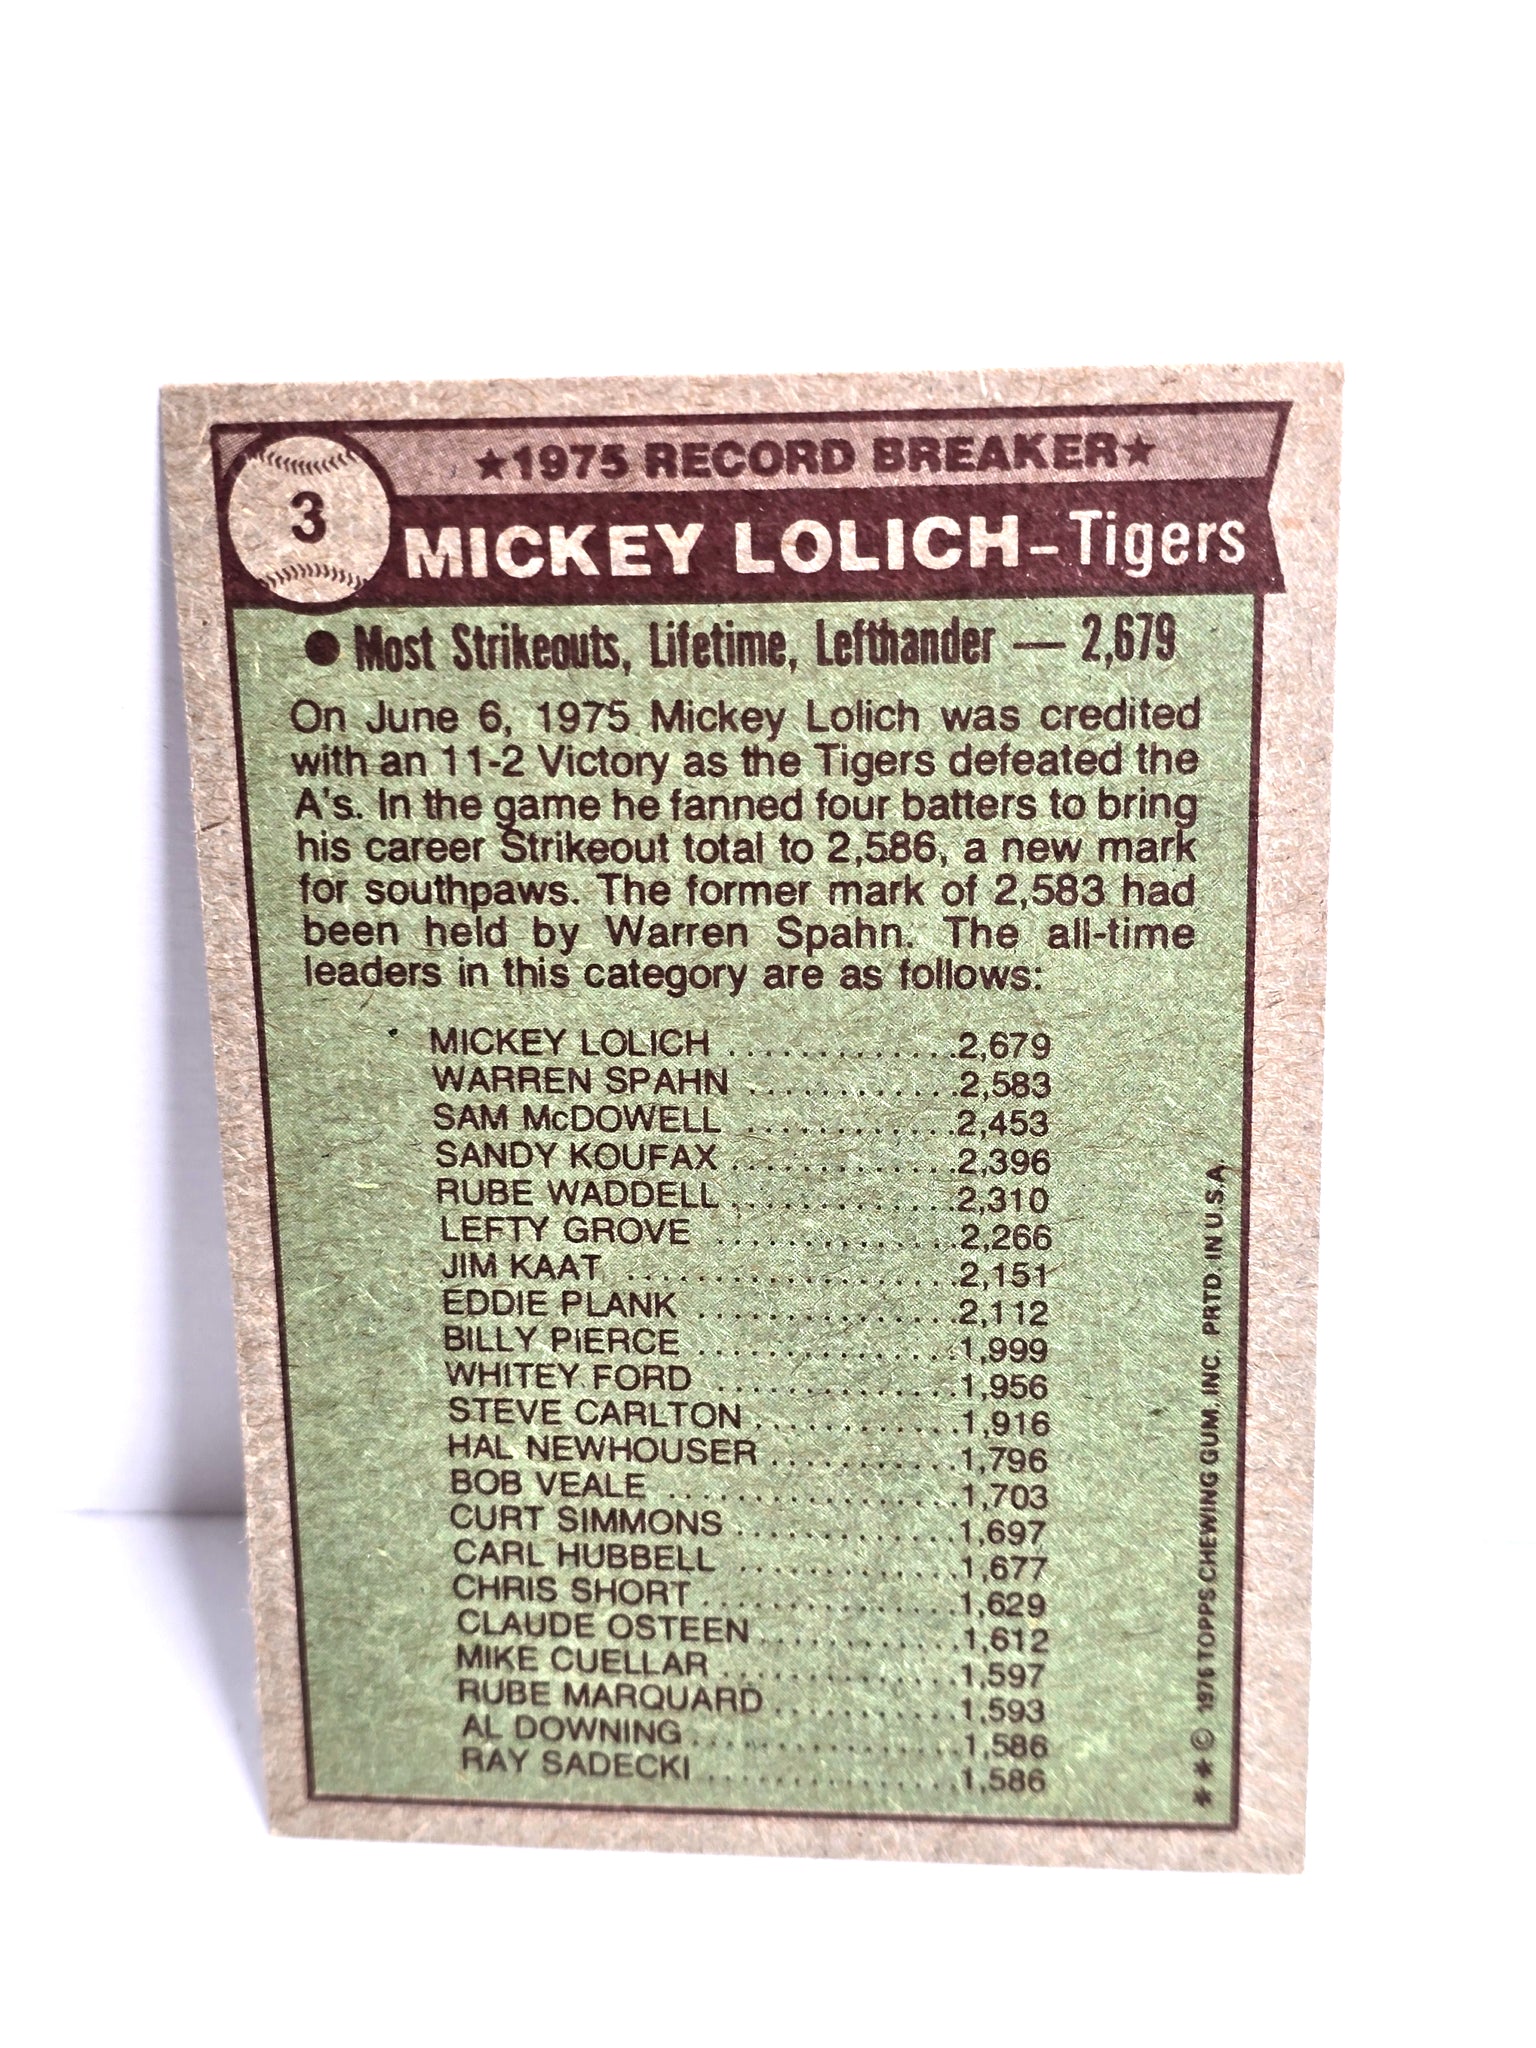 3
★1975 RECORD BREAKER★
MICKEY LOLICH–Tigers
● Most Strikeouts, Lifetime, Lefthander — 2,679
On June 6, 1975 Mickey Lolich was credited
with an 11-2 Victory as the Tigers defeated the
A's. In the game he fanned four batters to bring
his career Strikeout total to 2,586, a new mark
for southpaws. The former mark of 2,583 had
been held by Warren Spahn. The all-time
leaders in this category are as follows:
MICKEY LOLICH ............2,679
WARREN SPAHN ...........2,583
SAM McDOWELL ...........2,453
SANDY KOUFAX ............2,396
RUBE WADDELL ............2,310
LEFTY GROVE .............2,266
JIM KAAT .................2,151
EDDIE PLANK ..............2,112
BILLY PIERCE ..............1,999
WHITEY FORD .............1,956
STEVE CARLTON ...........1,916
HAL NEWHOUSER ..........1,796
BOB VEALE ...............1,703
CURT SIMMONS ............1,697
CARL HUBBELL ............1,677
CHRIS SHORT ..............1,629
CLAUDE OSTEEN ...........1,612
MIKE CUELLAR .............1,597
RUBE MARQUARD ..........1,593
AL DOWNING ..............1,586
RAY SADECKI .............1,586
** © 1976 TOPPS CHEWING GUM, INC. PRTD. IN U.S.A.